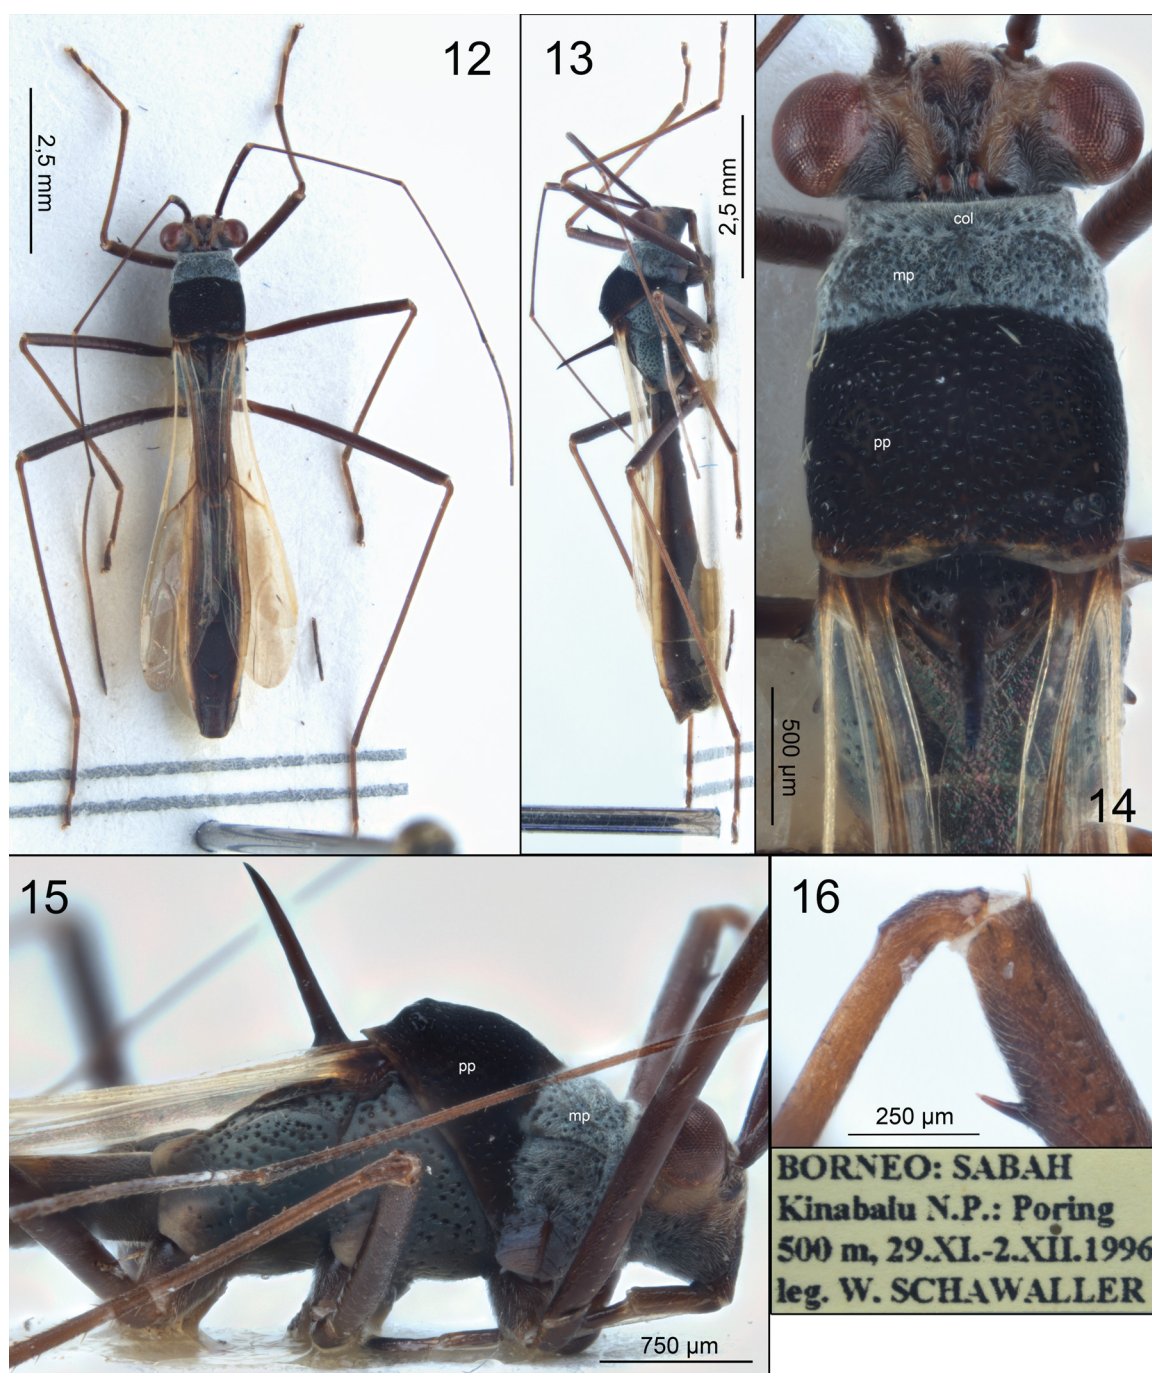 12
2,5 mm
13
2,5 mm
col
mp
pp
500 µm
14
15
pp
mp
750 µm
16
250 µm
BORNEO: SABAH
Kinabalu N.P.: Poring
500 m, 29.XI.-2.XII.1996
leg. W. SCHAWALLER